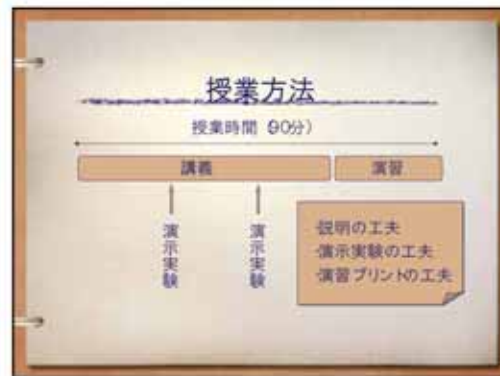 授業方法
授業時間（90分）
講義
演習
演示実験
演示実験
・説明の工夫
・演示実験の工夫
・演習プリントの工夫